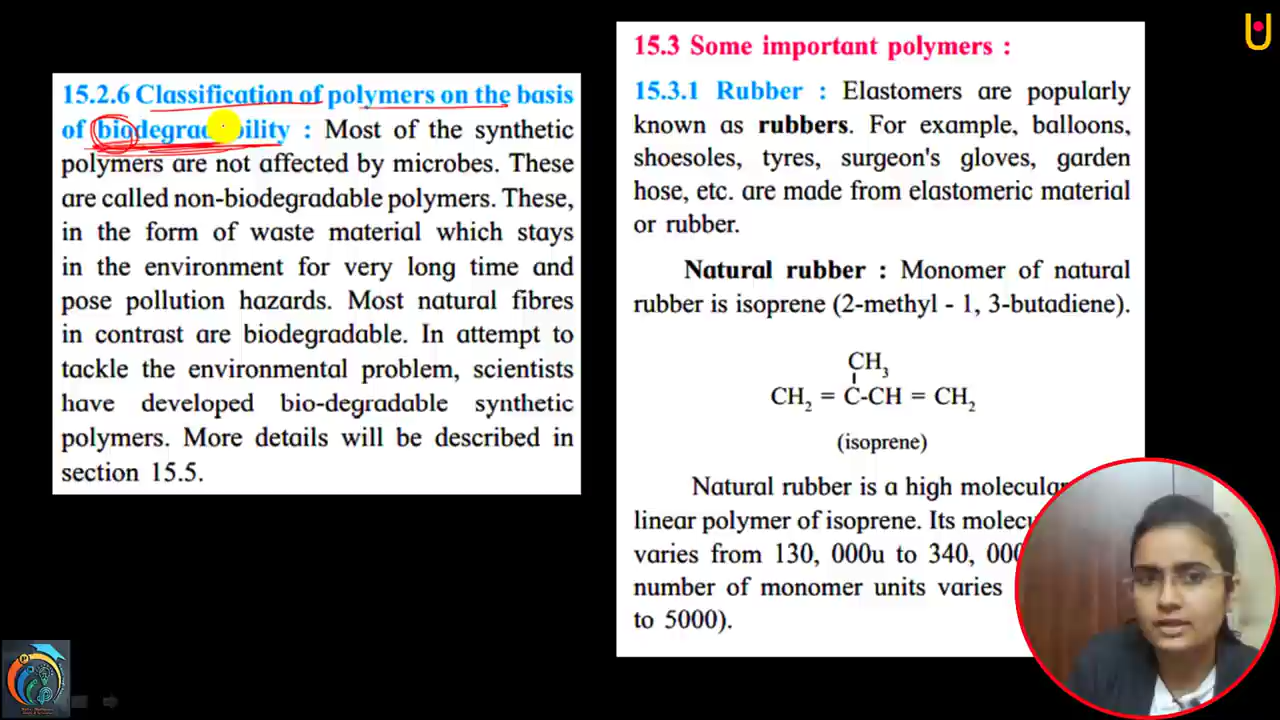 15.2.6 Classification of polymers on the basis
of biodegradability : Most of the synthetic
polymers are not affected by microbes. These
are called non-biodegradable polymers. These,
in the form of waste material which stays
in the environment for very long time and
pose pollution hazards. Most natural fibres
in contrast are biodegradable. In attempt to
tackle the environmental problem, scientists
have developed bio-degradable synthetic
polymers. More details will be described in
section 15.5.
15.3 Some important polymers :
15.3.1 Rubber : Elastomers are popularly
known as rubbers. For example, balloons,
shoesoles, tyres, surgeon's gloves, garden
hose, etc. are made from elastomeric material
or rubber.
Natural rubber : Monomer of natural
rubber is isoprene (2-methyl - 1, 3-butadiene).
CH₃
CH₂ = C-CH = CH₂
(isoprene)
Natural rubber is a high molecular
linear polymer of isoprene. Its
varies from 130, 000u to 340,
number of monomer units varies
to 5000).